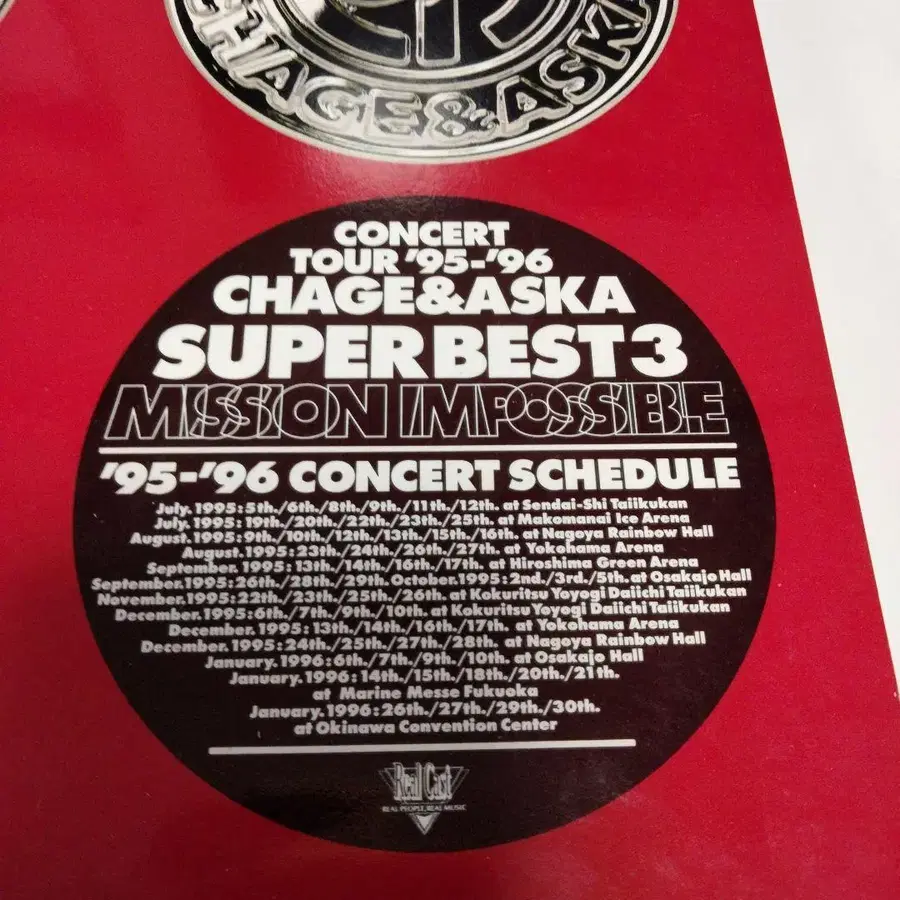 CHAGE&ASKA
CONCERT
TOUR '95-'96
CHAGE&ASKA
SUPER BEST 3
MISSION IMPOSSIBLE
'95-'96 CONCERT SCHEDULE
July.1995:5th./6th./8th./9th./11th./12th. at Sendai-Shi Taiikukan
July.1995:19th./20th./22th./23th./25th. at Makomanai Ice Arena
August.1995:9th./10th./12th./13th./15th./16th. at Nagoya Rainbow Hall
August.1995:23th./24th./26th./27th. at Yokohama Arena
September.1995:13th./14th./16th./17th. at Hiroshima Green Arena
September.1995:26th./28th./29th. October.1995:2nd./3rd./5th. at Osakajo Hall
November.1995:22th./23th./25th./26th. at Kokuritsu Yoyogi Daiichi Taiikukan
December.1995:6th./7th./9th./10th. at Kokuritsu Yoyogi Daiichi Taiikukan
December.1995:13th./14th./16th./17th. at Yokohama Arena
December.1995:24th./25th./27th./28th. at Nagoya Rainbow Hall
January.1996:6th./7th./9th./10th. at Osakajo Hall
January.1996:14th./15th./18th./20th./21th.
at Marine Messe Fukuoka
January.1996:26th./27th./29th./30th.
at Okinawa Convention Center
Real Cast
REAL PEOPLE, REAL MUSIC